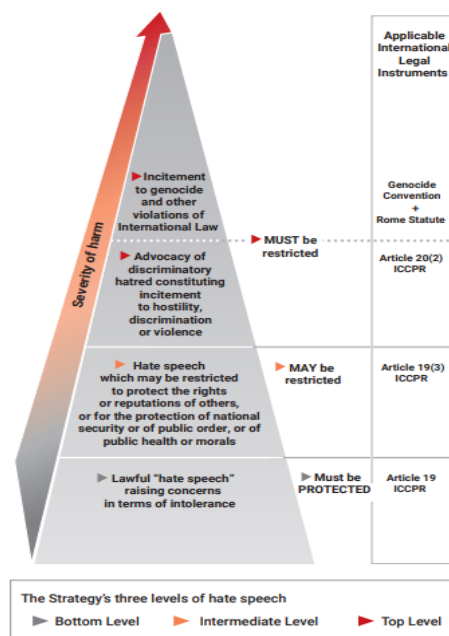 Applicable
International
Legal
Instruments
Severity of harm
► Incitement
to genocide
and other
violations of
International Law
Genocide
Convention
+
Rome Statute
► MUST be
restricted
► Advocacy of
discriminatory
hatred constituting
incitement
to hostility,
discrimination
or violence
Article 20(2)
ICCPR
► Hate speech
which may be restricted
to protect the rights
or reputations of others,
or for the protection of national
security or of public order, or of
public health or morals
► MAY be
restricted
Article 19(3)
ICCPR
► Lawful "hate speech"
raising concerns
in terms of intolerance
► Must be
PROTECTED
Article 19
ICCPR
The Strategy's three levels of hate speech
► Bottom Level ► Intermediate Level ► Top Level